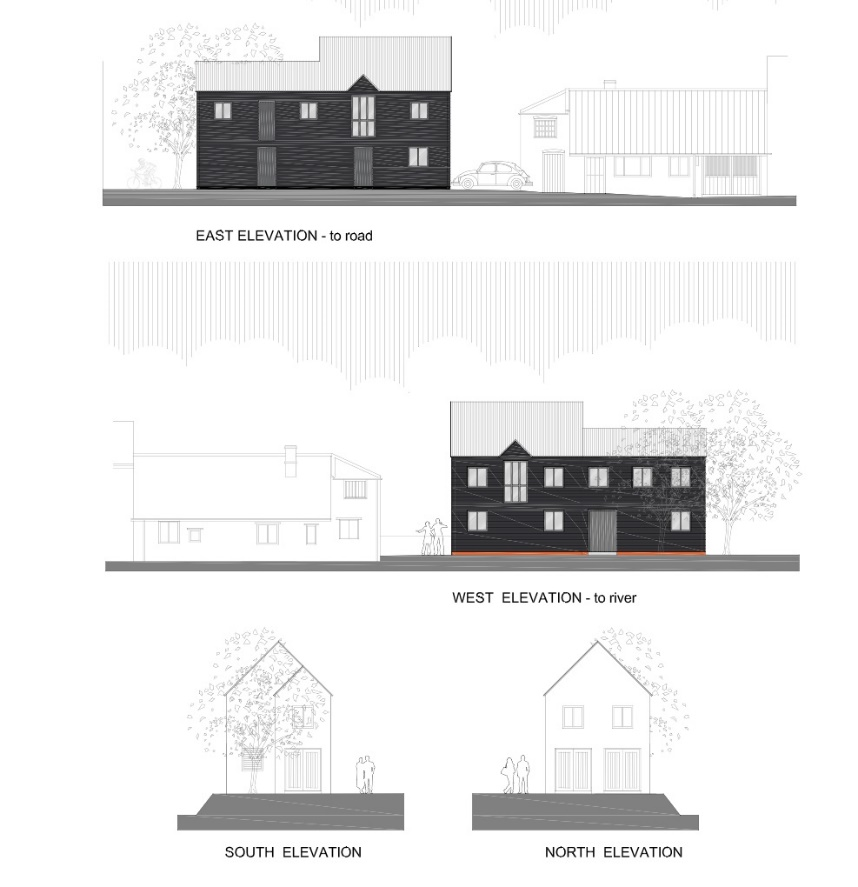 EAST ELEVATION - to road
WEST ELEVATION - to river
SOUTH ELEVATION
NORTH ELEVATION